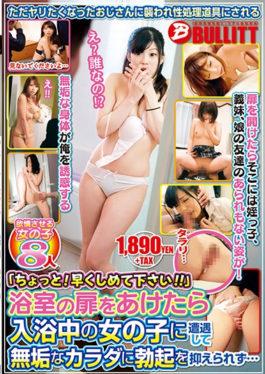 ただヤリたくなったおじさんに襲われ性処理道具にされる
BULLITT
見ないでくださいよ…
え？誰なの!?
え!!
無垢な身体が俺を誘惑する
扉を開けたらそこには姪っ子、
義妹、娘の友達のあられもない姿が！
欲情させる
女の子
8人
1,890YEN
+TAX
タラリ…
「ちょっと！早くしめて下さい!!」
浴室の扉をあけたら
入浴中の女の子に遭遇して
無垢なカラダに勃起を抑えられず…